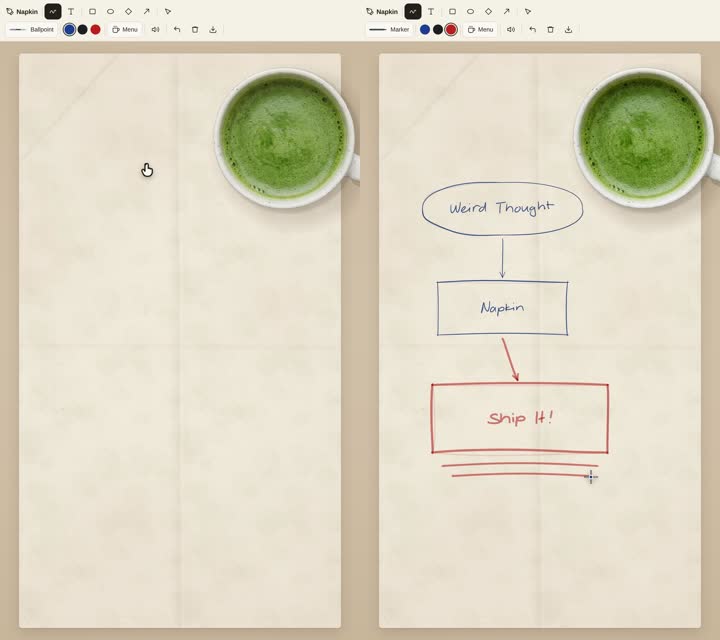 Napkin
T
Ballpoint
Menu
Napkin
T
Marker
Menu
Weird Thought
Napkin
Ship It!